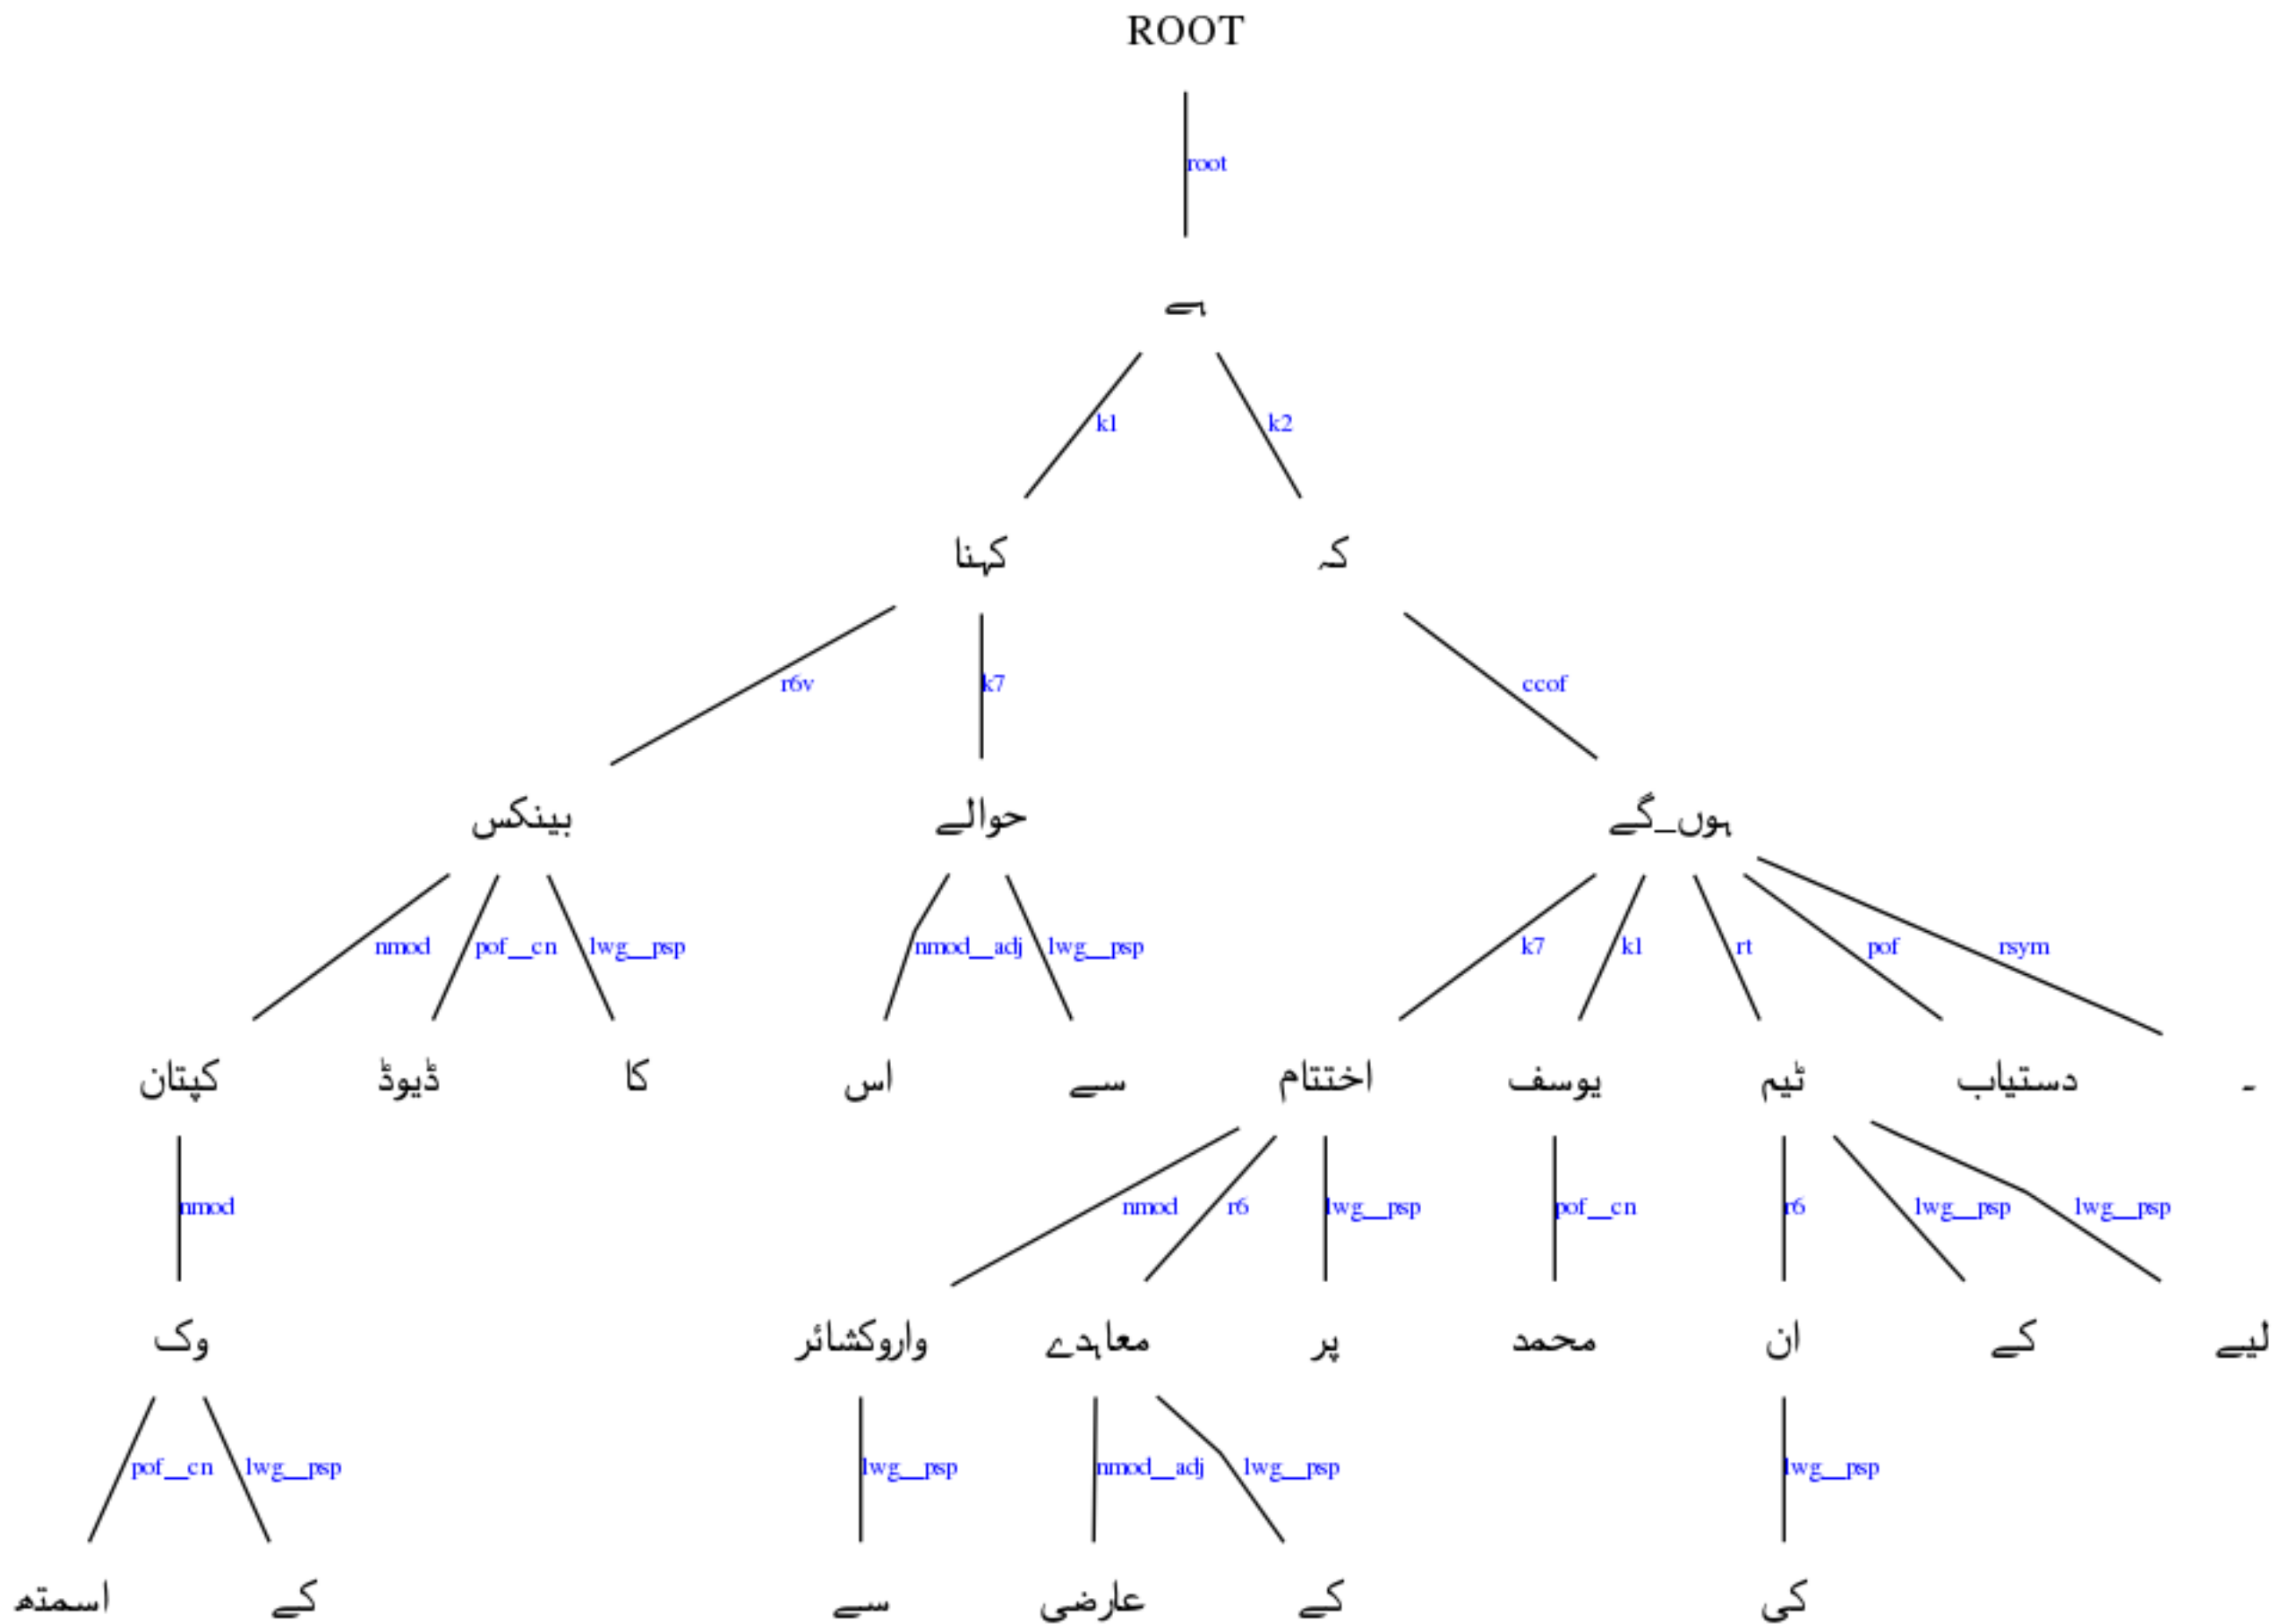 ROOT
root
ہے
k1 k2
کہنا کہ
r6v k7 ccof
بینکس حوالے ہوں_گے
nmod pof__cn lwg__psp nmod__adj lwg__psp k7 k1 rt pof rsym
کپتان ڈیوڈ کا اس سے اختتام یوسف ٹیم دستیاب ۔
nmod nmod r6 lwg__psp pof__cn r6 lwg__psp lwg__psp
وک واروکشائر معاہدے پر محمد ان کے لیے
pof__cn lwg__psp lwg__psp nmod__adj lwg__psp lwg__psp
اسمتھ کے سے عارضی کے کی